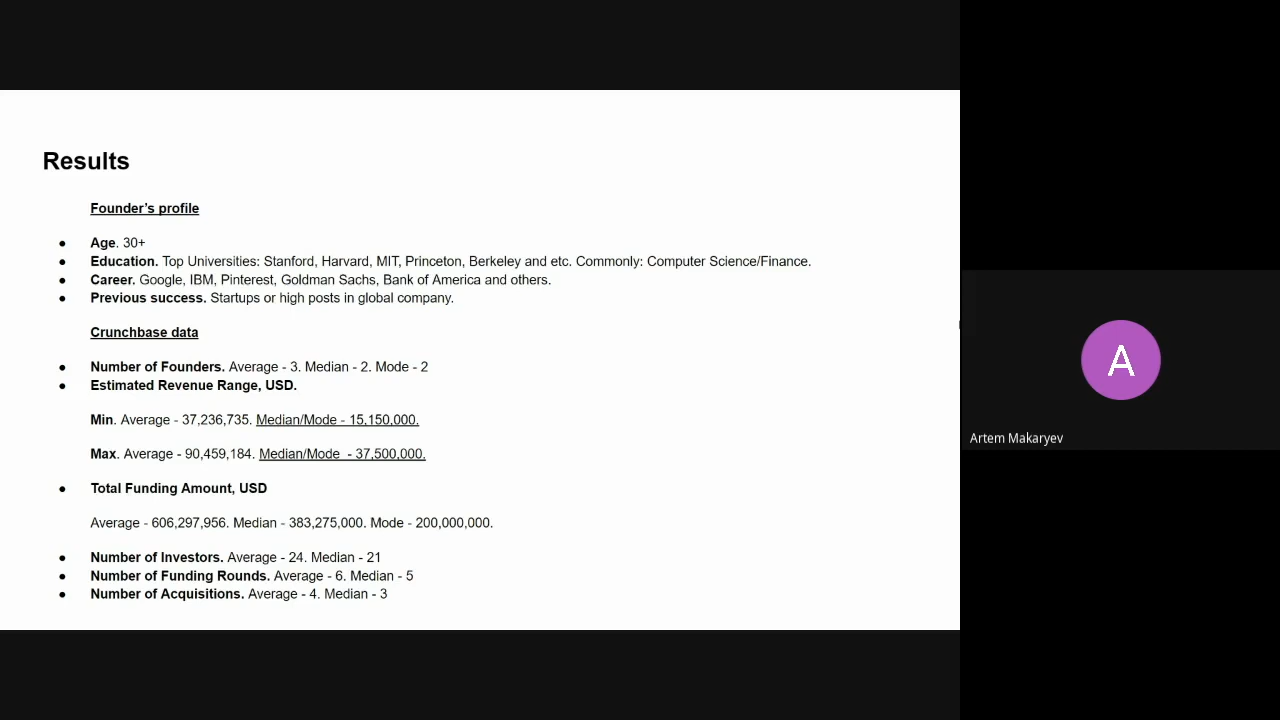 Results
Founder's profile
● Age. 30+
● Education. Top Universities: Stanford, Harvard, MIT, Princeton, Berkeley and etc. Commonly: Computer Science/Finance.
● Career. Google, IBM, Pinterest, Goldman Sachs, Bank of America and others.
● Previous success. Startups or high posts in global company.
Crunchbase data
● Number of Founders. Average - 3. Median - 2. Mode - 2
● Estimated Revenue Range, USD.
Min. Average - 37,236,735. Median/Mode - 15,150,000.
Max. Average - 90,459,184. Median/Mode  - 37,500,000.
● Total Funding Amount, USD
Average - 606,297,956. Median - 383,275,000. Mode - 200,000,000.
● Number of Investors. Average - 24. Median - 21
● Number of Funding Rounds. Average - 6. Median - 5
● Number of Acquisitions. Average - 4. Median - 3
A
Artem Makaryev